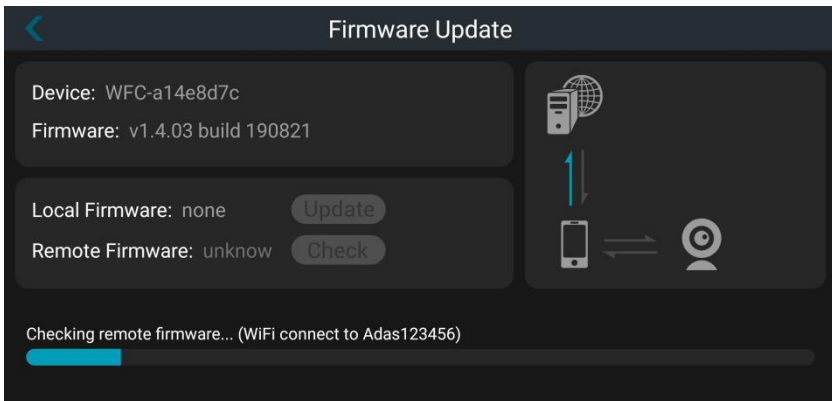 Firmware Update
Device: WFC-a14e8d7c
Firmware: v1.4.03 build 190821
Local Firmware: none Update
Remote Firmware: unknow Check
Checking remote firmware... (WiFi connect to Adas123456)